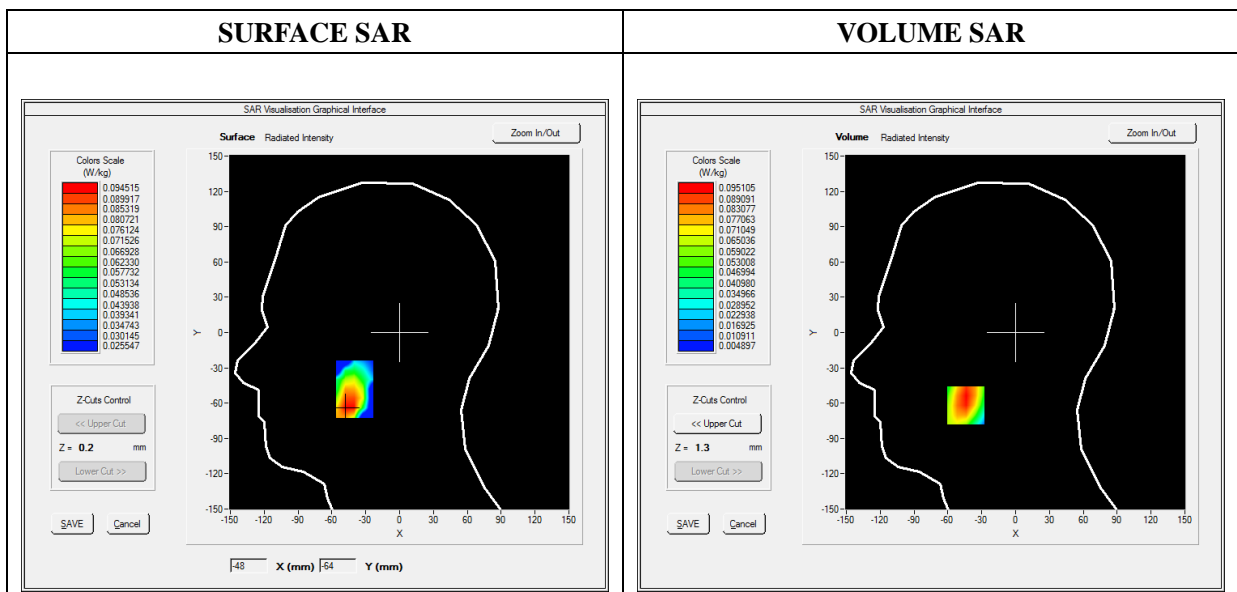 SURFACE SAR
VOLUME SAR
SAR Visualisation Graphical Interface
Surface Radiated Intensity
Zoom In/Out
Colors Scale
(W/kg)
0.094515
0.089917
0.085319
0.080721
0.076124
0.071526
0.066928
0.062330
0.057732
0.053134
0.048536
0.043938
0.039341
0.034743
0.030145
0.025547
Z-Cuts Control
<< Upper Cut
Z = 0.2 mm
Lower Cut >>
SAVE Cancel
150
120
90
60
30
0
-30
-60
-90
-120
-150
Y
-150 -120 -90 -60 -30 0 30 60 90 120 150
X
-48 X (mm) -64 Y (mm)
SAR Visualisation Graphical Interface
Volume Radiated Intensity
Zoom In/Out
Colors Scale
(W/kg)
0.095105
0.089091
0.083077
0.077063
0.071049
0.065036
0.059022
0.053008
0.046994
0.040980
0.034966
0.028952
0.022938
0.016925
0.010911
0.004897
Z-Cuts Control
<< Upper Cut
Z = 1.3 mm
Lower Cut >>
SAVE Cancel
150
120
90
60
30
0
-30
-60
-90
-120
-150
Y
-150 -120 -90 -60 -30 0 30 60 90 120 150
X